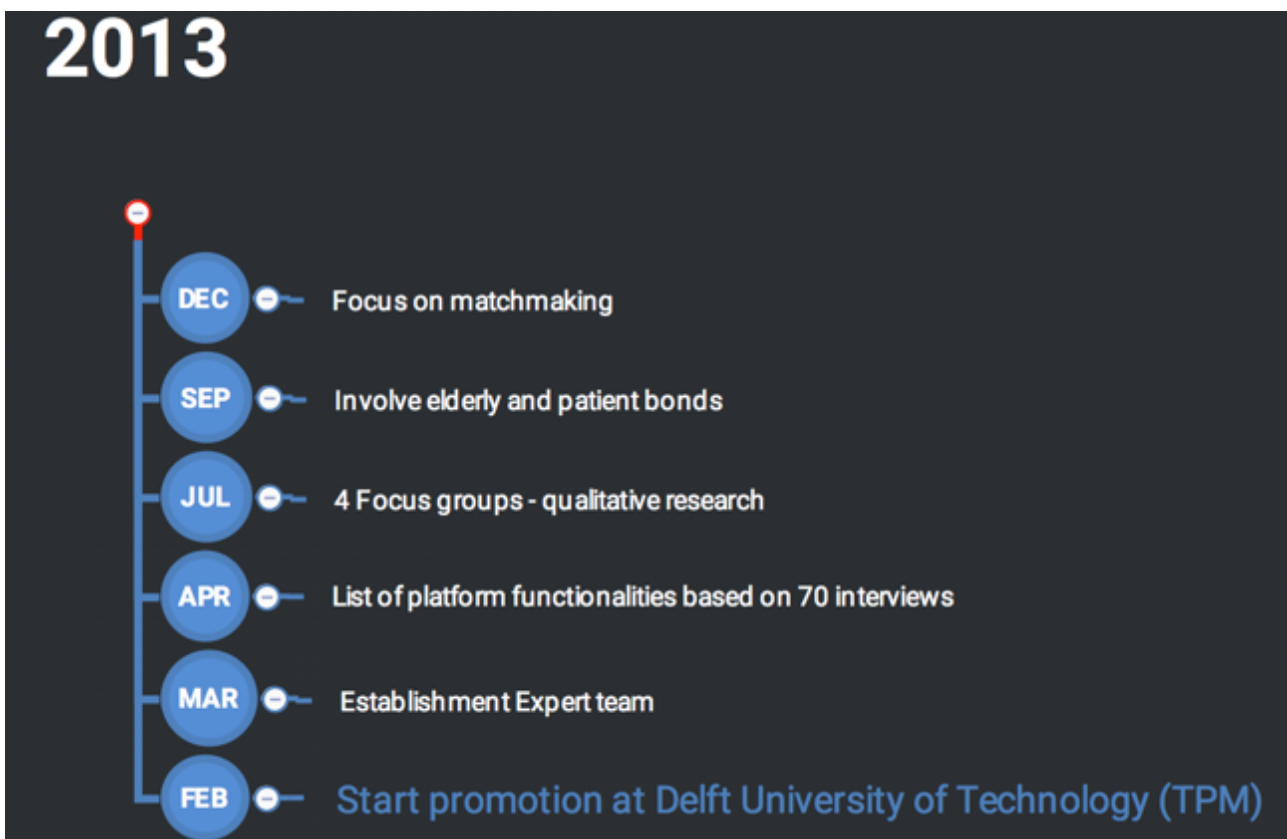 2013
DEC
Focus on matchmaking
SEP
Involve elderly and patient bonds
JUL
4 Focus groups - qualitative research
APR
List of platform functionalities based on 70 interviews
MAR
Establishment Expert team
FEB
Start promotion at Delft University of Technology (TPM)